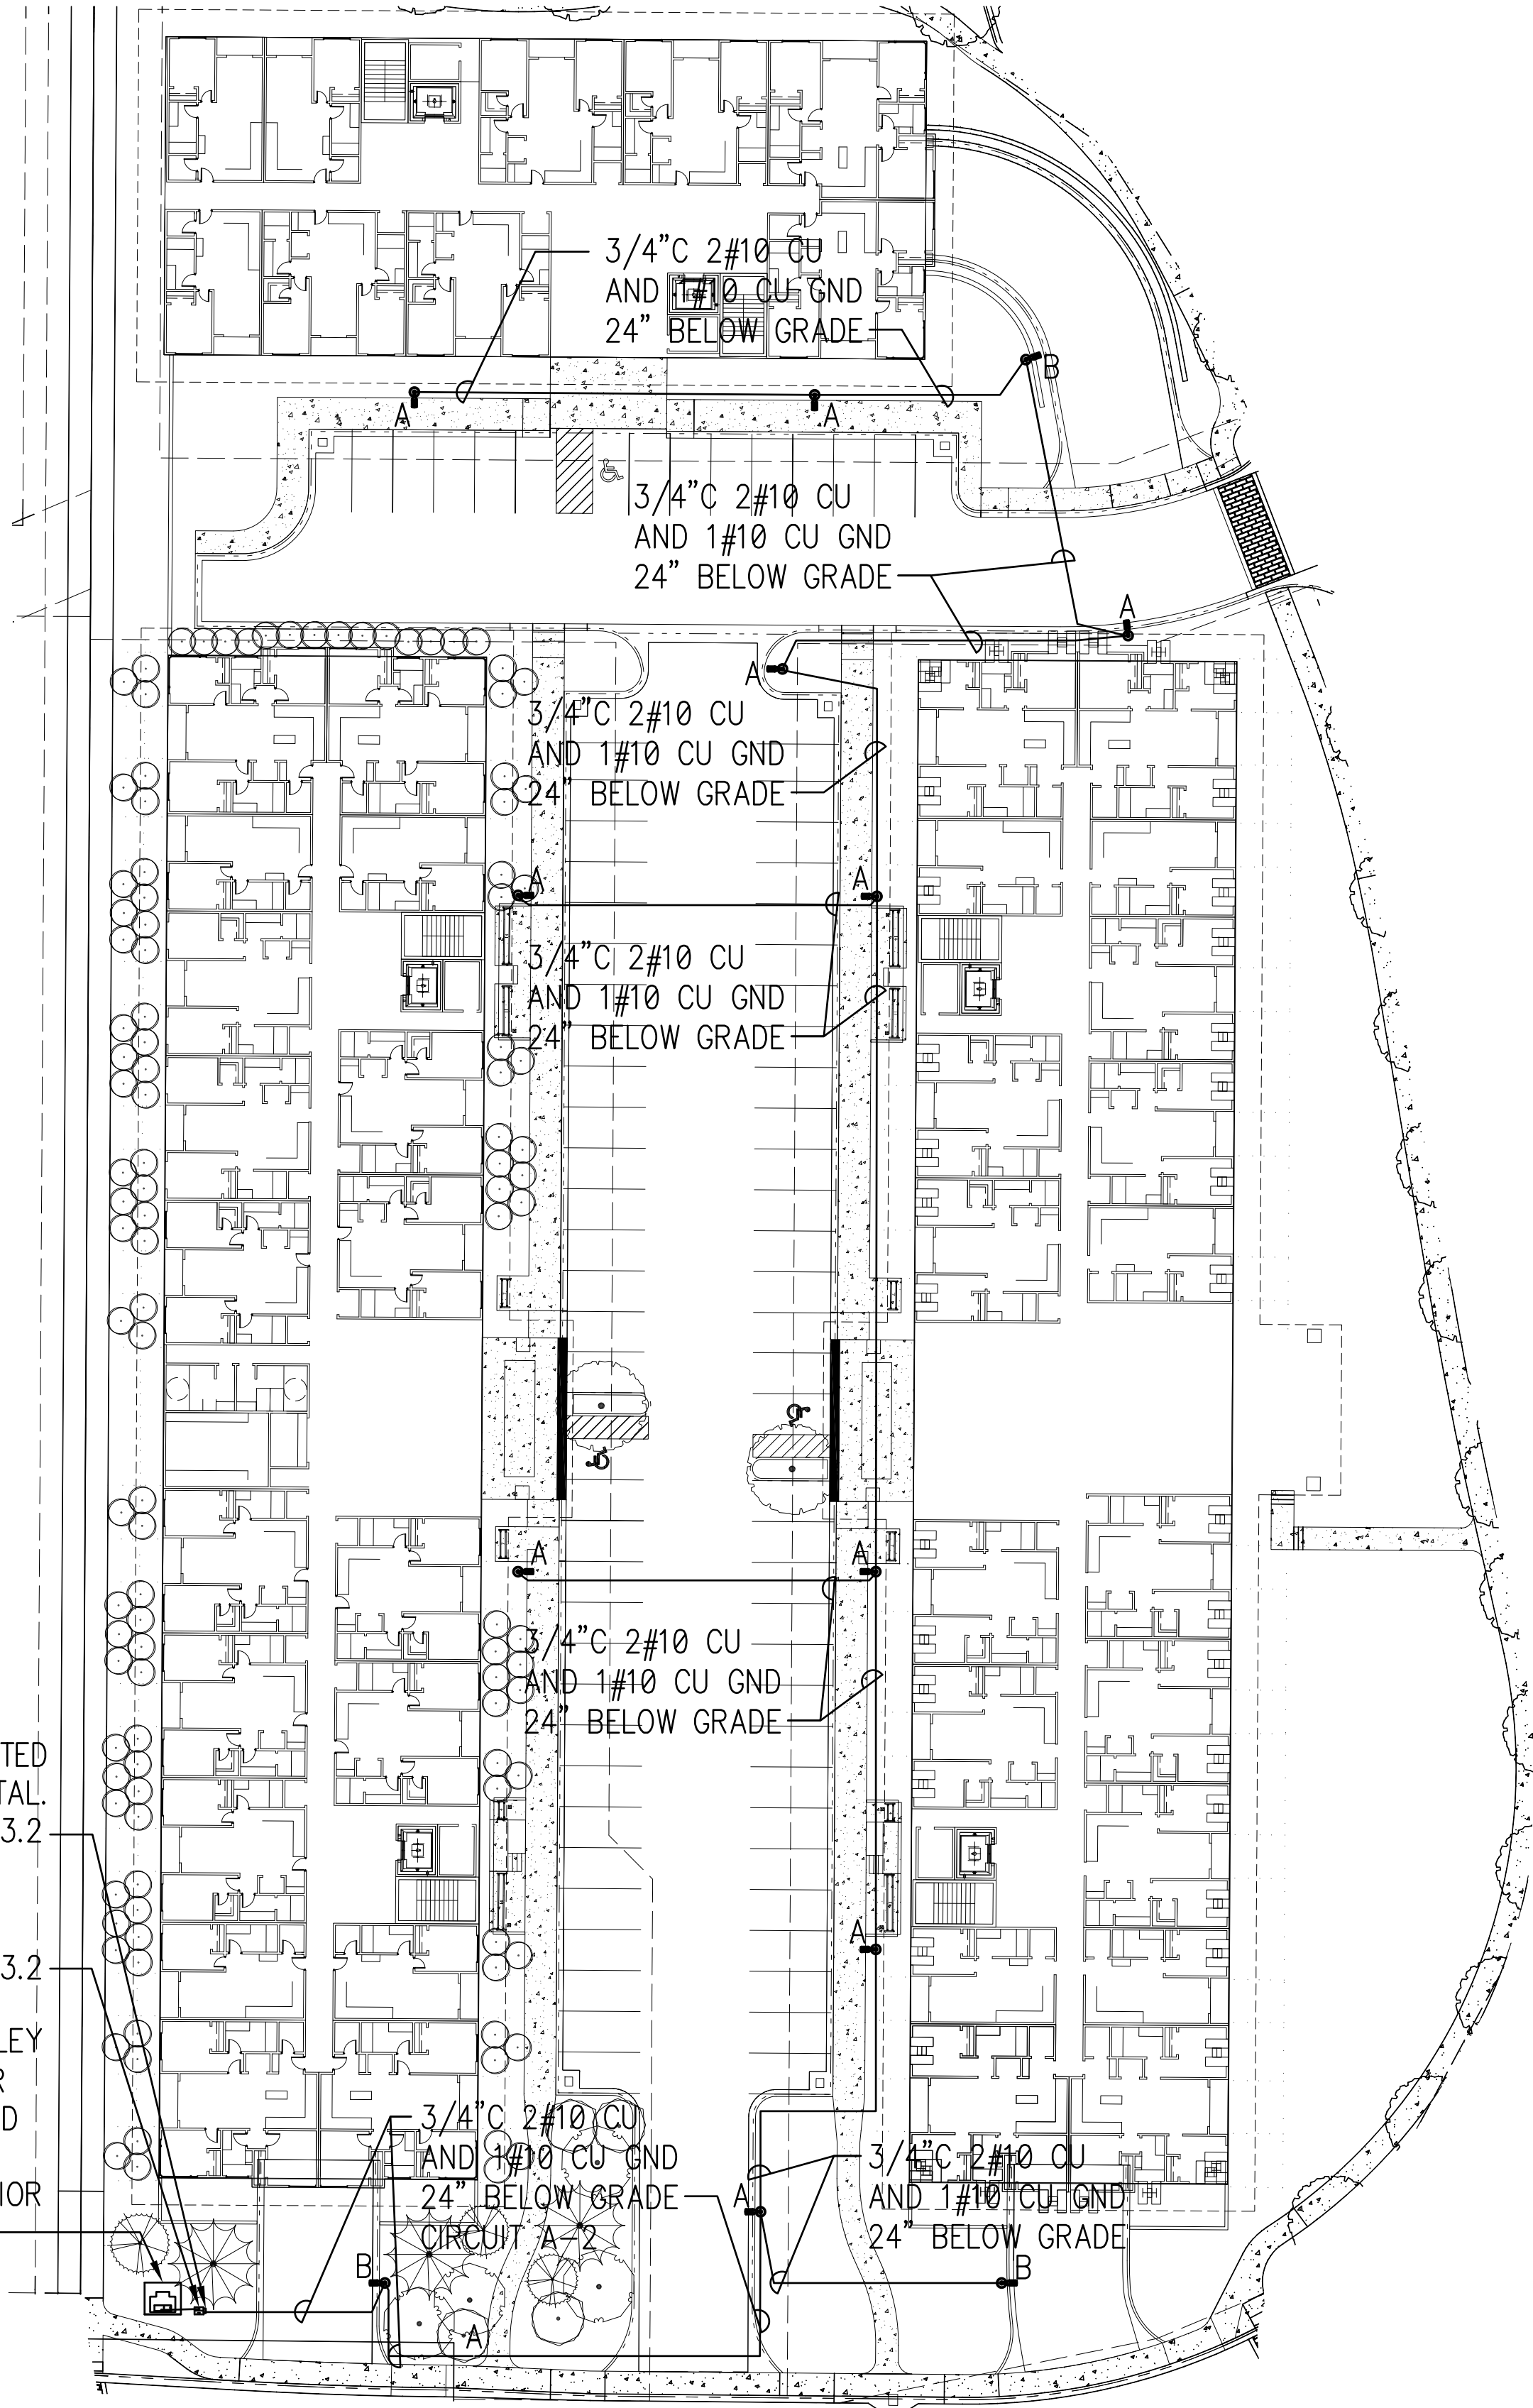 3/4"C 2#10 CU
AND 1#10 CU GND
24" BELOW GRADE
B
A
A
3/4"C 2#10 CU
AND 1#10 CU GND
24" BELOW GRADE
A
A
3/4"C 2#10 CU
AND 1#10 CU GND
24" BELOW GRADE
A
A
3/4"C 2#10 CU
AND 1#10 CU GND
24" BELOW GRADE
A
A
3/4"C 2#10 CU
AND 1#10 CU GND
24" BELOW GRADE
TED
TAL.
3.2
A
3.2
LEY
R
D
IOR
3/4"C 2#10 CU
AND 1#10 CU GND
24" BELOW GRADE
CIRCUIT A-2
3/4"C 2#10 CU
AND 1#10 CU GND
24" BELOW GRADE
A
B
B
A